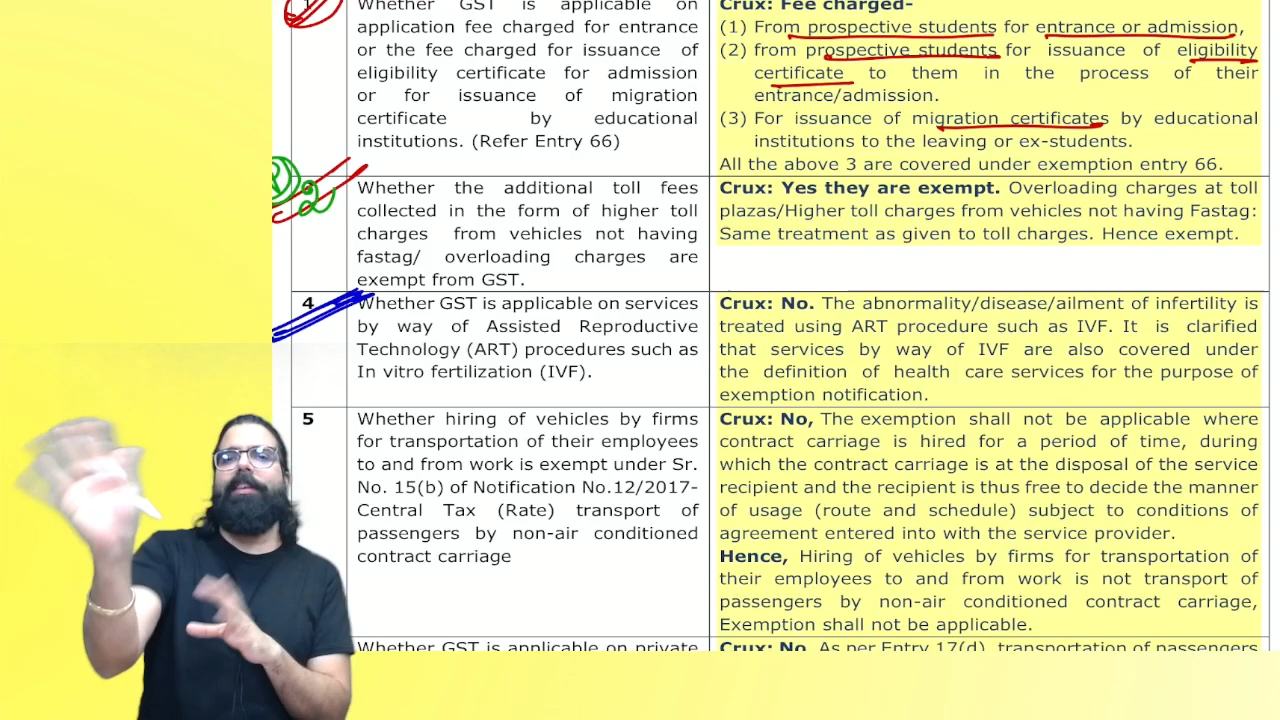 1
Whether GST is applicable on
application fee charged for entrance
or the fee charged for issuance of
eligibility certificate for admission
or for issuance of migration
certificate by educational
institutions. (Refer Entry 66)
Crux: Fee charged-
(1) From prospective students for entrance or admission,
(2) from prospective students for issuance of eligibility
certificate to them in the process of their
entrance/admission.
(3) For issuance of migration certificates by educational
institutions to the leaving or ex-students.
All the above 3 are covered under exemption entry 66.
2
Whether the additional toll fees
collected in the form of higher toll
charges from vehicles not having
fastag/ overloading charges are
exempt from GST.
Crux: Yes they are exempt. Overloading charges at toll
plazas/Higher toll charges from vehicles not having Fastag:
Same treatment as given to toll charges. Hence exempt.
4
Whether GST is applicable on services
by way of Assisted Reproductive
Technology (ART) procedures such as
In vitro fertilization (IVF).
Crux: No. The abnormality/disease/ailment of infertility is
treated using ART procedure such as IVF. It is clarified
that services by way of IVF are also covered under
the definition of health care services for the purpose of
exemption notification.
5
Whether hiring of vehicles by firms
for transportation of their employees
to and from work is exempt under Sr.
No. 15(b) of Notification No.12/2017-
Central Tax (Rate) transport of
passengers by non-air conditioned
contract carriage
Crux: No, The exemption shall not be applicable where
contract carriage is hired for a period of time, during
which the contract carriage is at the disposal of the service
recipient and the recipient is thus free to decide the manner
of usage (route and schedule) subject to conditions of
agreement entered into with the service provider.
Hence, Hiring of vehicles by firms for transportation of
their employees to and from work is not transport of
passengers by non-air conditioned contract carriage,
Exemption shall not be applicable.
Whether GST is applicable on private
Crux: No. As per Entry 17(d), transportation of passengers